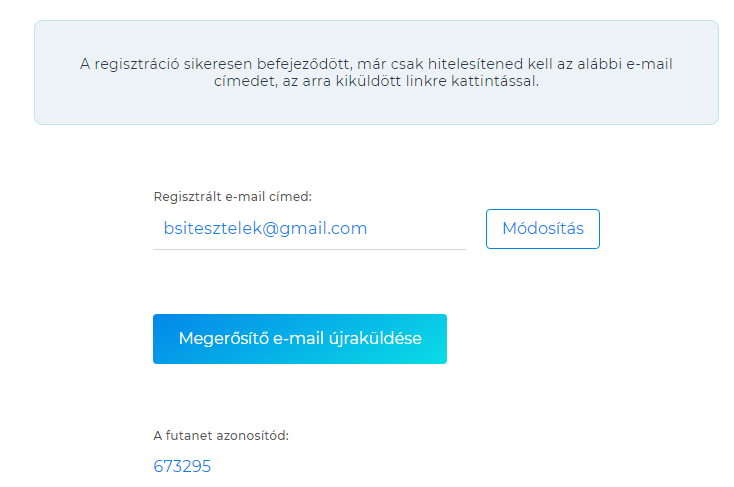 A regisztráció sikeresen befejeződött, már csak hitelesítened kell az alábbi e-mail
címedet, az arra kiküldött linkre kattintással.
Regisztrált e-mail címed:
bsitesztelek@gmail.com
Módosítás
Megerősítő e-mail újraküldése
A futanet azonosítód:
673295